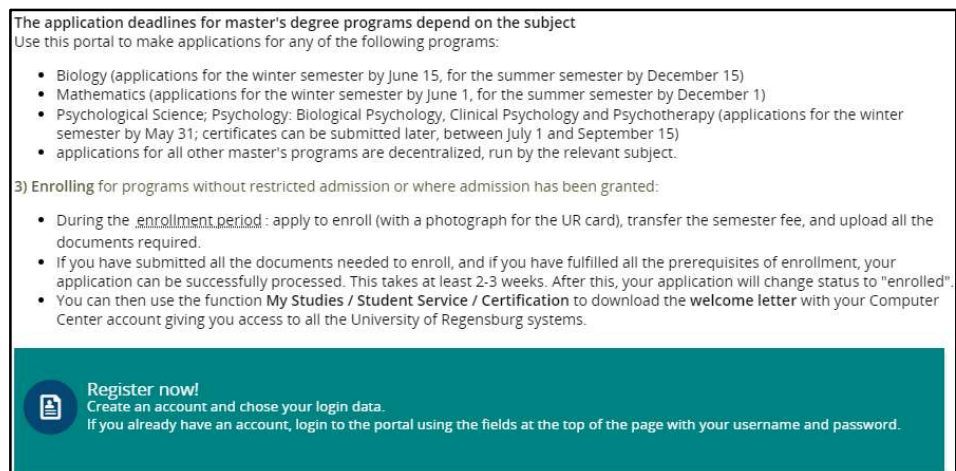 The application deadlines for master's degree programs depend on the subject
Use this portal to make applications for any of the following programs:
• Biology (applications for the winter semester by June 15, for the summer semester by December 15)
• Mathematics (applications for the winter semester by June 1, for the summer semester by December 1)
• Psychological Science; Psychology: Biological Psychology, Clinical Psychology and Psychotherapy (applications for the winter
semester by May 31; certificates can be submitted later, between July 1 and September 15)
• applications for all other master's programs are decentralized, run by the relevant subject.
3) Enrolling for programs without restricted admission or where admission has been granted:
• During the enrollment period : apply to enroll (with a photograph for the UR card), transfer the semester fee, and upload all the
documents required.
• If you have submitted all the documents needed to enroll, and if you have fulfilled all the prerequisites of enrollment, your
application can be successfully processed. This takes at least 2-3 weeks. After this, your application will change status to "enrolled".
• You can then use the function My Studies / Student Service / Certification to download the welcome letter with your Computer
Center account giving you access to all the University of Regensburg systems.
Register now!
Create an account and chose your login data.
If you already have an account, login to the portal using the fields at the top of the page with your username and password.